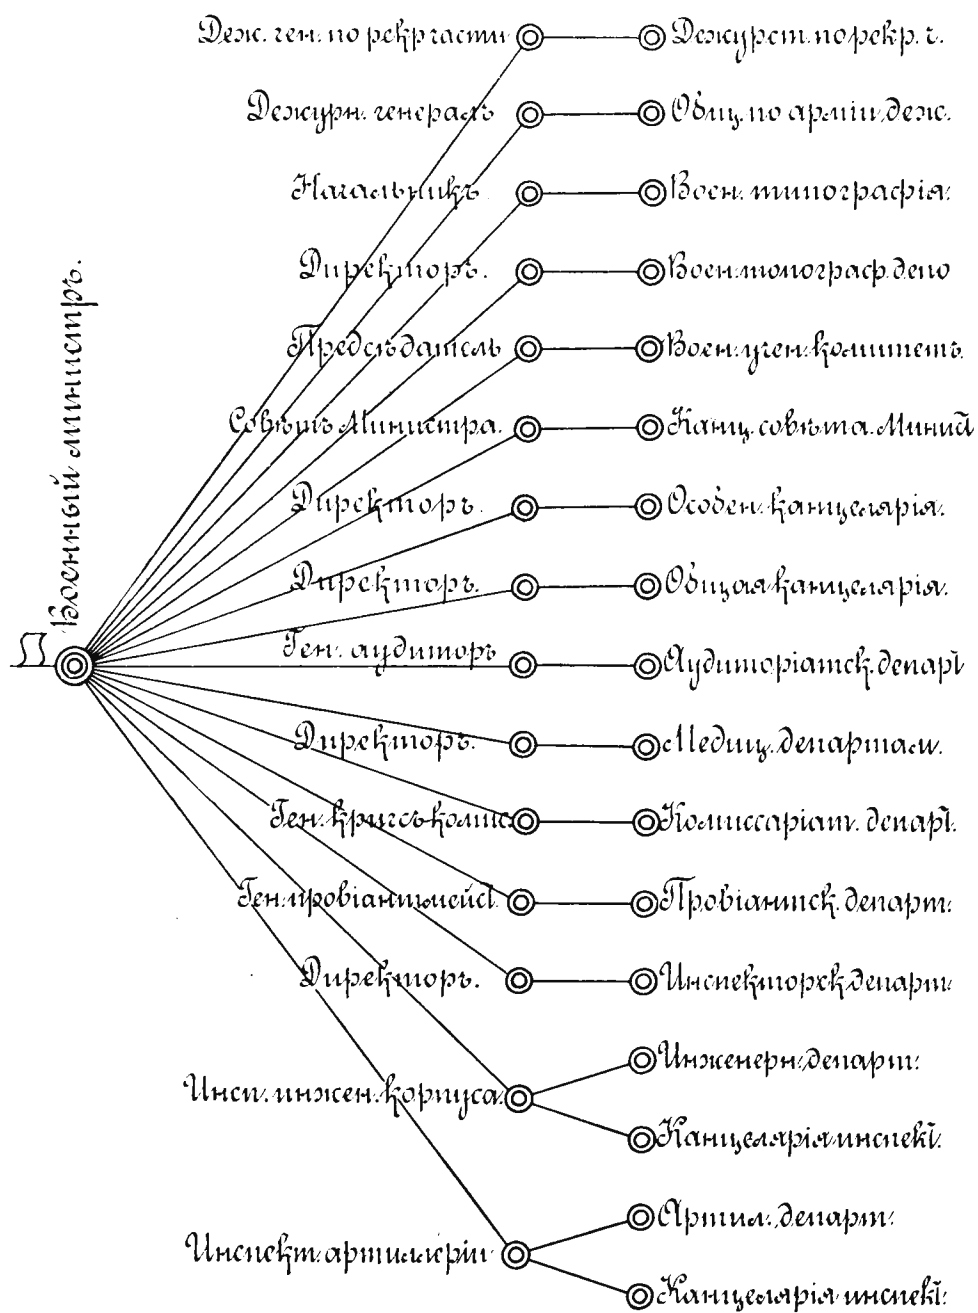 Деж. ген. по рекр. части
Дежурст. по рекр. ч.
Дежурн. генералъ
Общ. по арміи деж.
Начальникъ
Воен. типографія.
Директоръ.
Воен. топограф. депо
Предсѣдатель
Воен. учен. комитетъ.
Совѣтъ Министра.
Канц. совѣта Мин
Директоръ.
Особен. канцелярія.
Директоръ.
Общая канцелярія.
Ген. аудиторъ
Аудиторіатск. департ
Военный министръ.
П
Директоръ.
Медиц. департам.
Ген. кригсъ комис.
Комиссаріат. департ.
Ген. провіантмейст.
Провіантск. департ.
Директоръ.
Инспекторск. департ.
Инсп. инжен. корпуса.
Инженерн. департ.
Канцелярія инспект.
Инспект. артиллеріи
Артил. департ.
Канцелярія инспект.